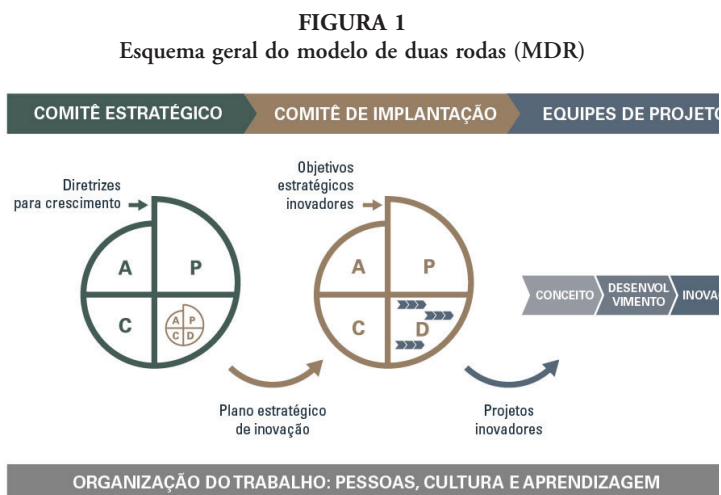 FIGURA 1
Esquema geral do modelo de duas rodas (MDR)
COMITÊ ESTRATÉGICO
COMITÊ DE IMPLANTAÇÃO
EQUIPES DE PROJETO
Diretrizes
para crescimento
A
P
C
A
P
C
D
Objetivos
estratégicos
inovadores
A
P
C
D
CONCEITO
DESENVOL
VIMENTO
INOVAÇ
Plano estratégico
de inovação
Projetos
inovadores
ORGANIZAÇÃO DO TRABALHO: PESSOAS, CULTURA E APRENDIZAGEM